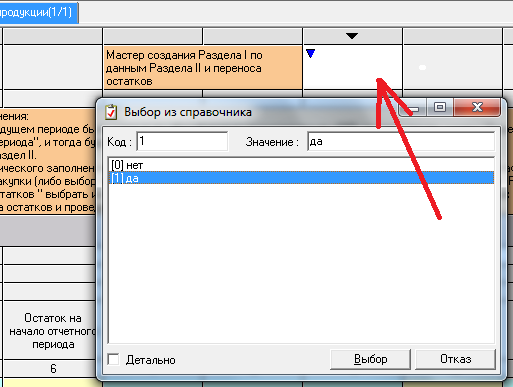 родукции(1/1)
Мастер создания Раздела I по
данным Раздела II и переноса
остатков
Выбор из справочника
Код : 1 Значение : да
[0] нет
[1] да
нения:
дущем периоде бы
ериода", и тогда бу
здел II.
ического заполнен
купки (либо выбор
татков " выбрать и
а остатков и прове
Остаток на
начало отчетного
периода
6
Детально Выбор Отказ